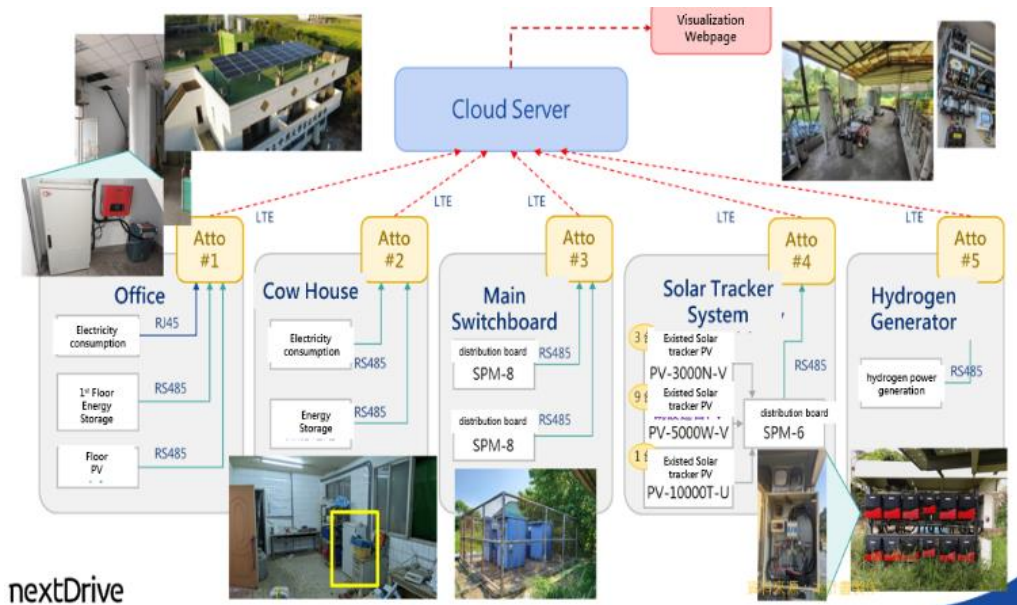 Visualization
Webpage
Cloud Server
LTE
LTE
LTE
LTE
LTE
Atto
#1
Atto
#2
Atto
#3
Atto
#4
Atto
#5
Office
Electricity
consumption
RJ45
1st Floor
Energy
Storage
RS485
Floor
PV
RS485
Cow House
Electricity
consumption
RS485
Energy
Storage
RS485
Main
Switchboard
distribution board
SPM-8
RS485
distribution board
SPM-8
RS485
Solar Tracker
System
3
Existed Solar
tracker PV
PV-3000N-V
9
Existed Solar
tracker PV
PV-5000W-V
1
Existed Solar
tracker PV
PV-10000T-U
distribution board
SPM-6
RS485
Hydrogen
Generator
hydrogen power
generation
RS485
nextDrive